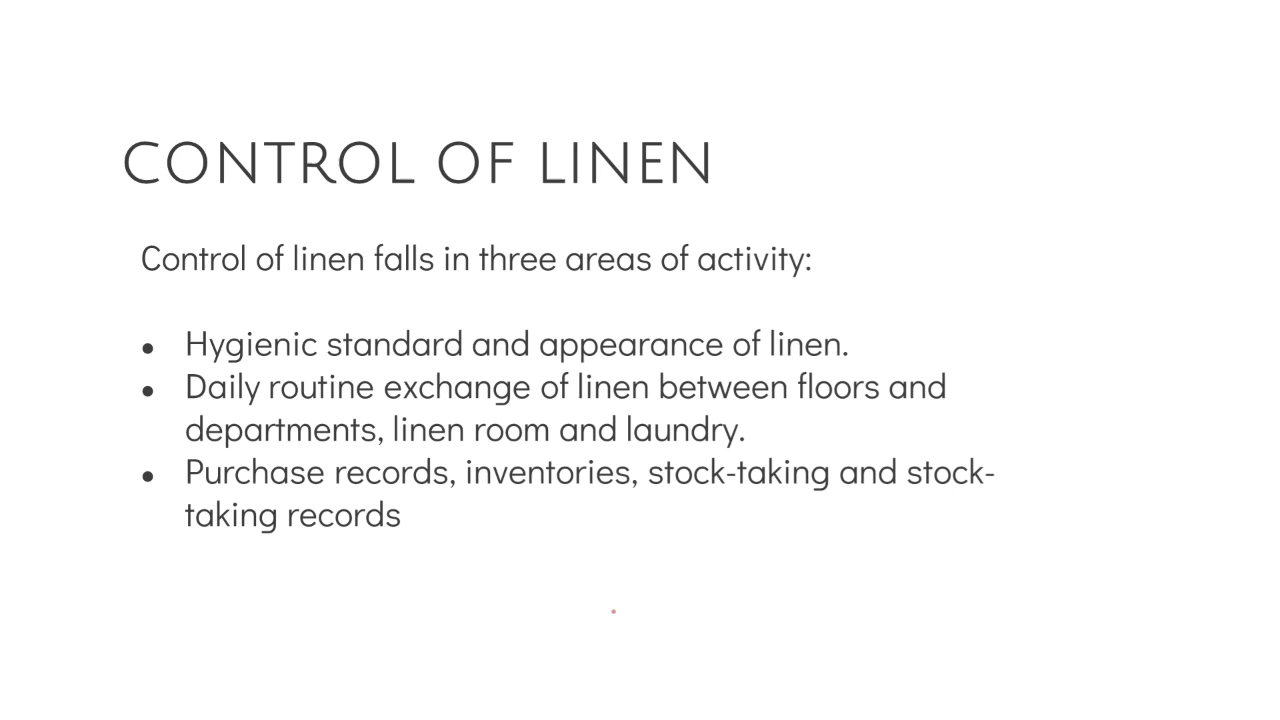 CONTROL OF LINEN
Control of linen falls in three areas of activity:
● Hygienic standard and appearance of linen.
● Daily routine exchange of linen between floors and
departments, linen room and laundry.
● Purchase records, inventories, stock-taking and stock-
taking records